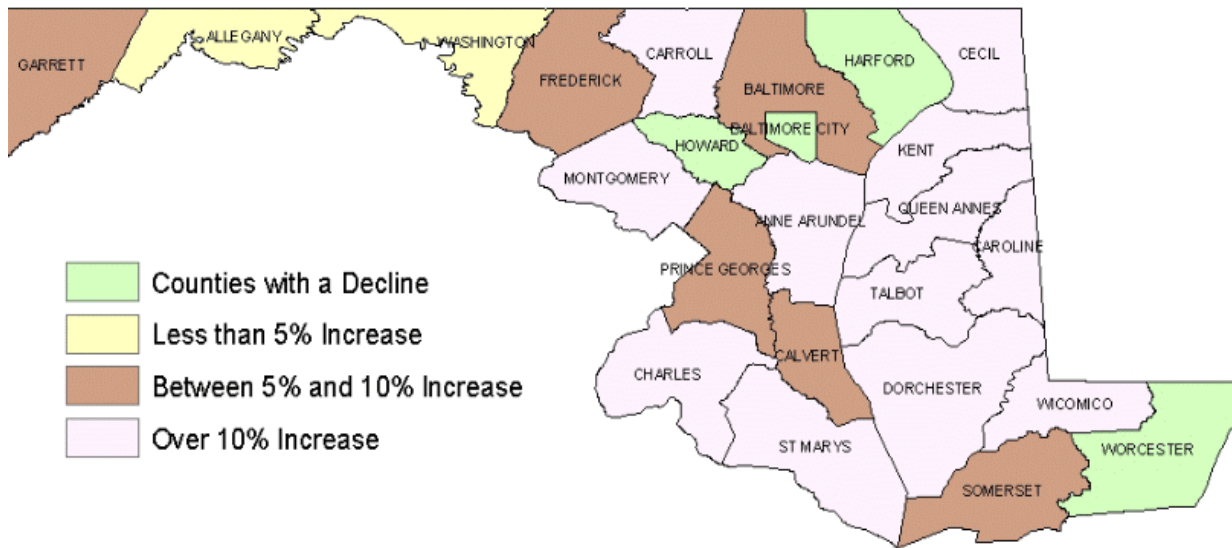 GARRETT
ALLEGANY
WASHINGTON
FREDERICK
CARROLL
BALTIMORE
HARFORD
CECIL
BALTIMORE CITY
HOWARD
KENT
MONTGOMERY
QUEEN ANNES
ANNE ARUNDEL
CAROLINE
PRINCE GEORGES
TALBOT
CALVERT
CHARLES
DORCHESTER
WICOMICO
ST MARYS
WORCESTER
SOMERSET
Counties with a Decline
Less than 5% Increase
Between 5% and 10% Increase
Over 10% Increase